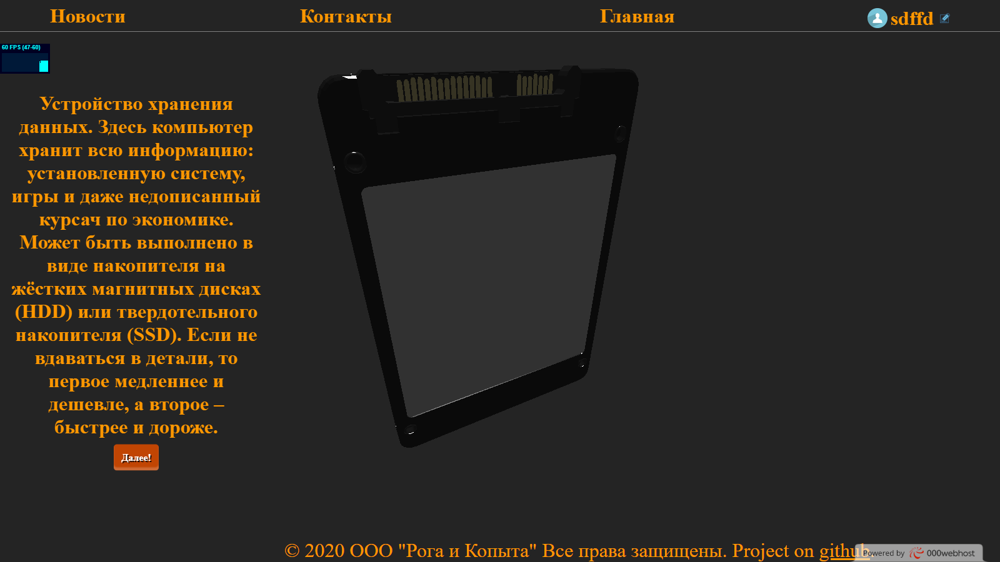 Новости
Контакты
Главная
sdffd
60 FPS (47-60)
Устройство хранения
данных. Здесь компьютер
хранит всю информацию:
установленную систему,
игры и даже недописанный
курсач по экономике.
Может быть выполнено в
виде накопителя на
жёстких магнитных дисках
(HDD) или твердотельного
накопителя (SSD). Если не
вдаваться в детали, то
первое медленнее и
дешевле, а второе –
быстрее и дороже.
Далее!
© 2020 ООО "Рога и Копыта" Все права защищены. Project on github
Powered by 000webhost